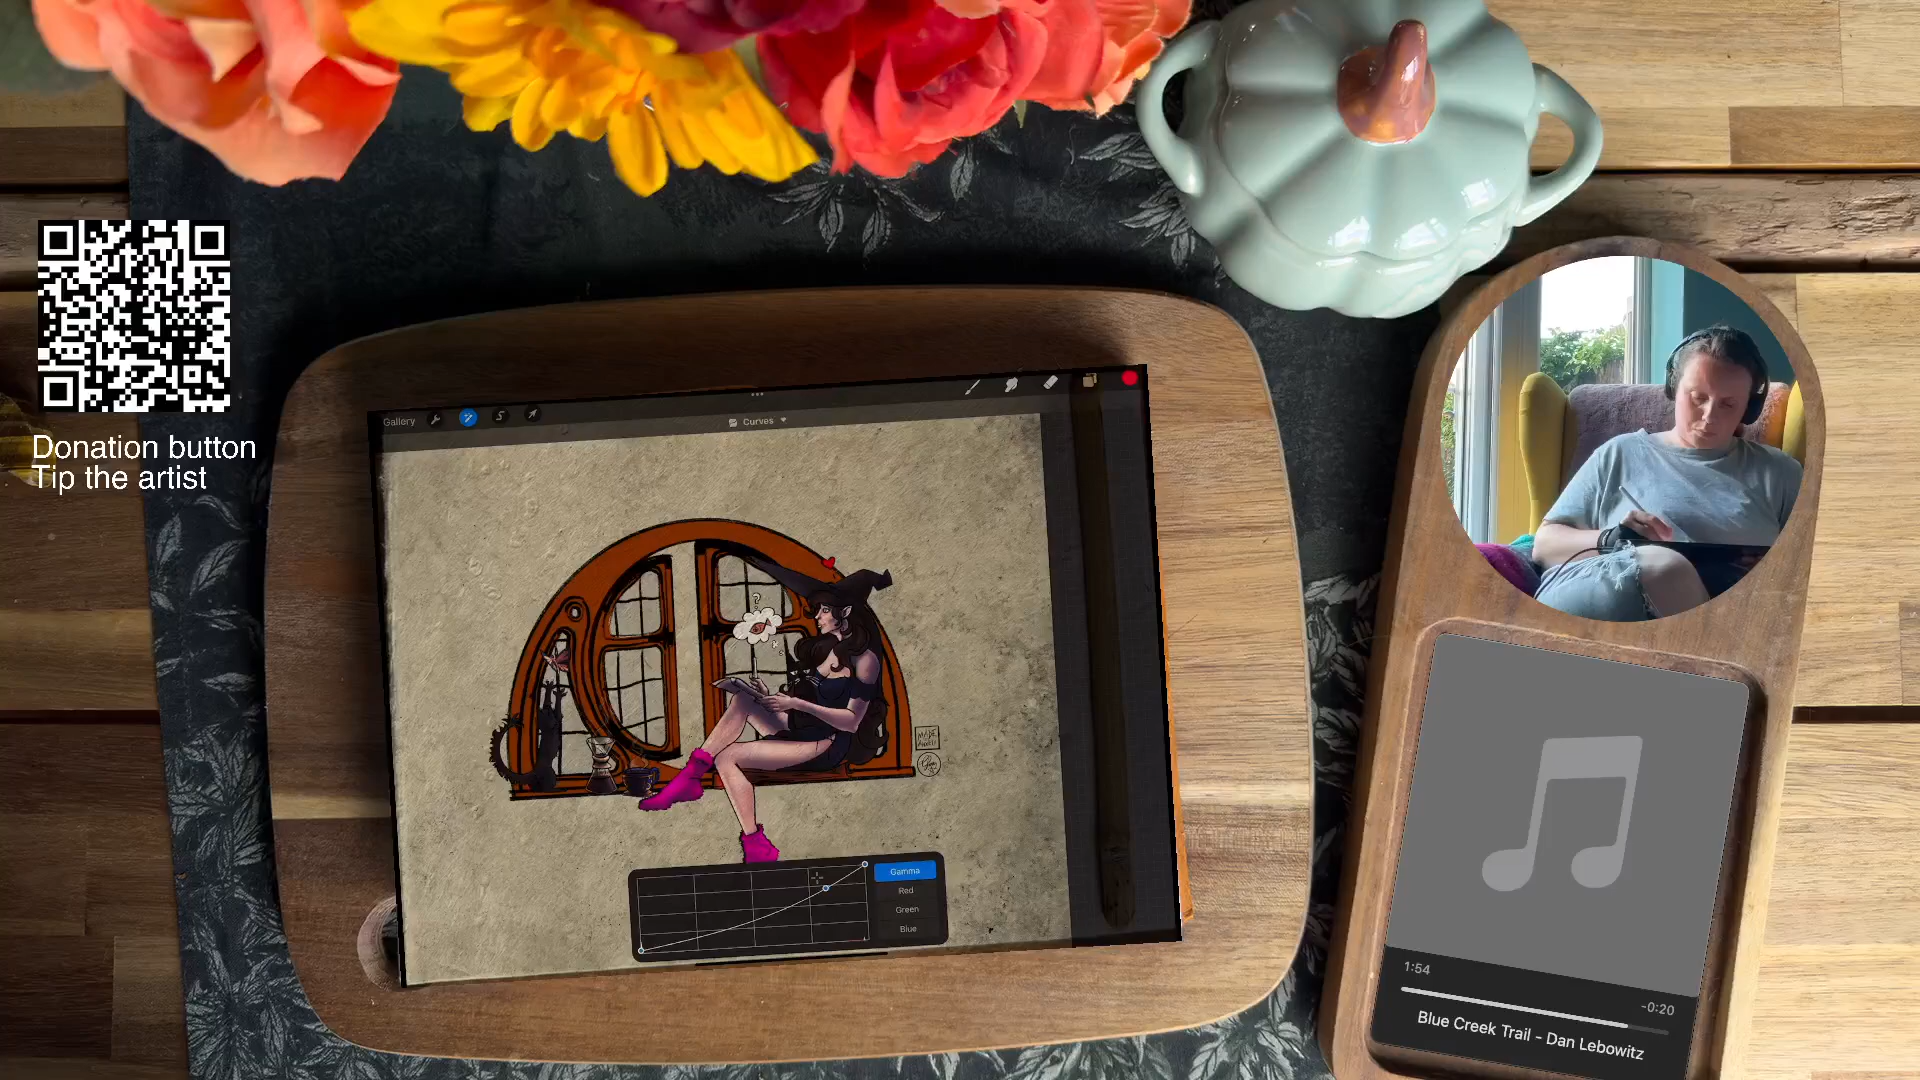 Donation button
Tip the artist
Gallery
Curves
?
MADE
Gamma
Red
Green
Blue
1:54
-0:20
Blue Creek Trail - Dan Lebowitz